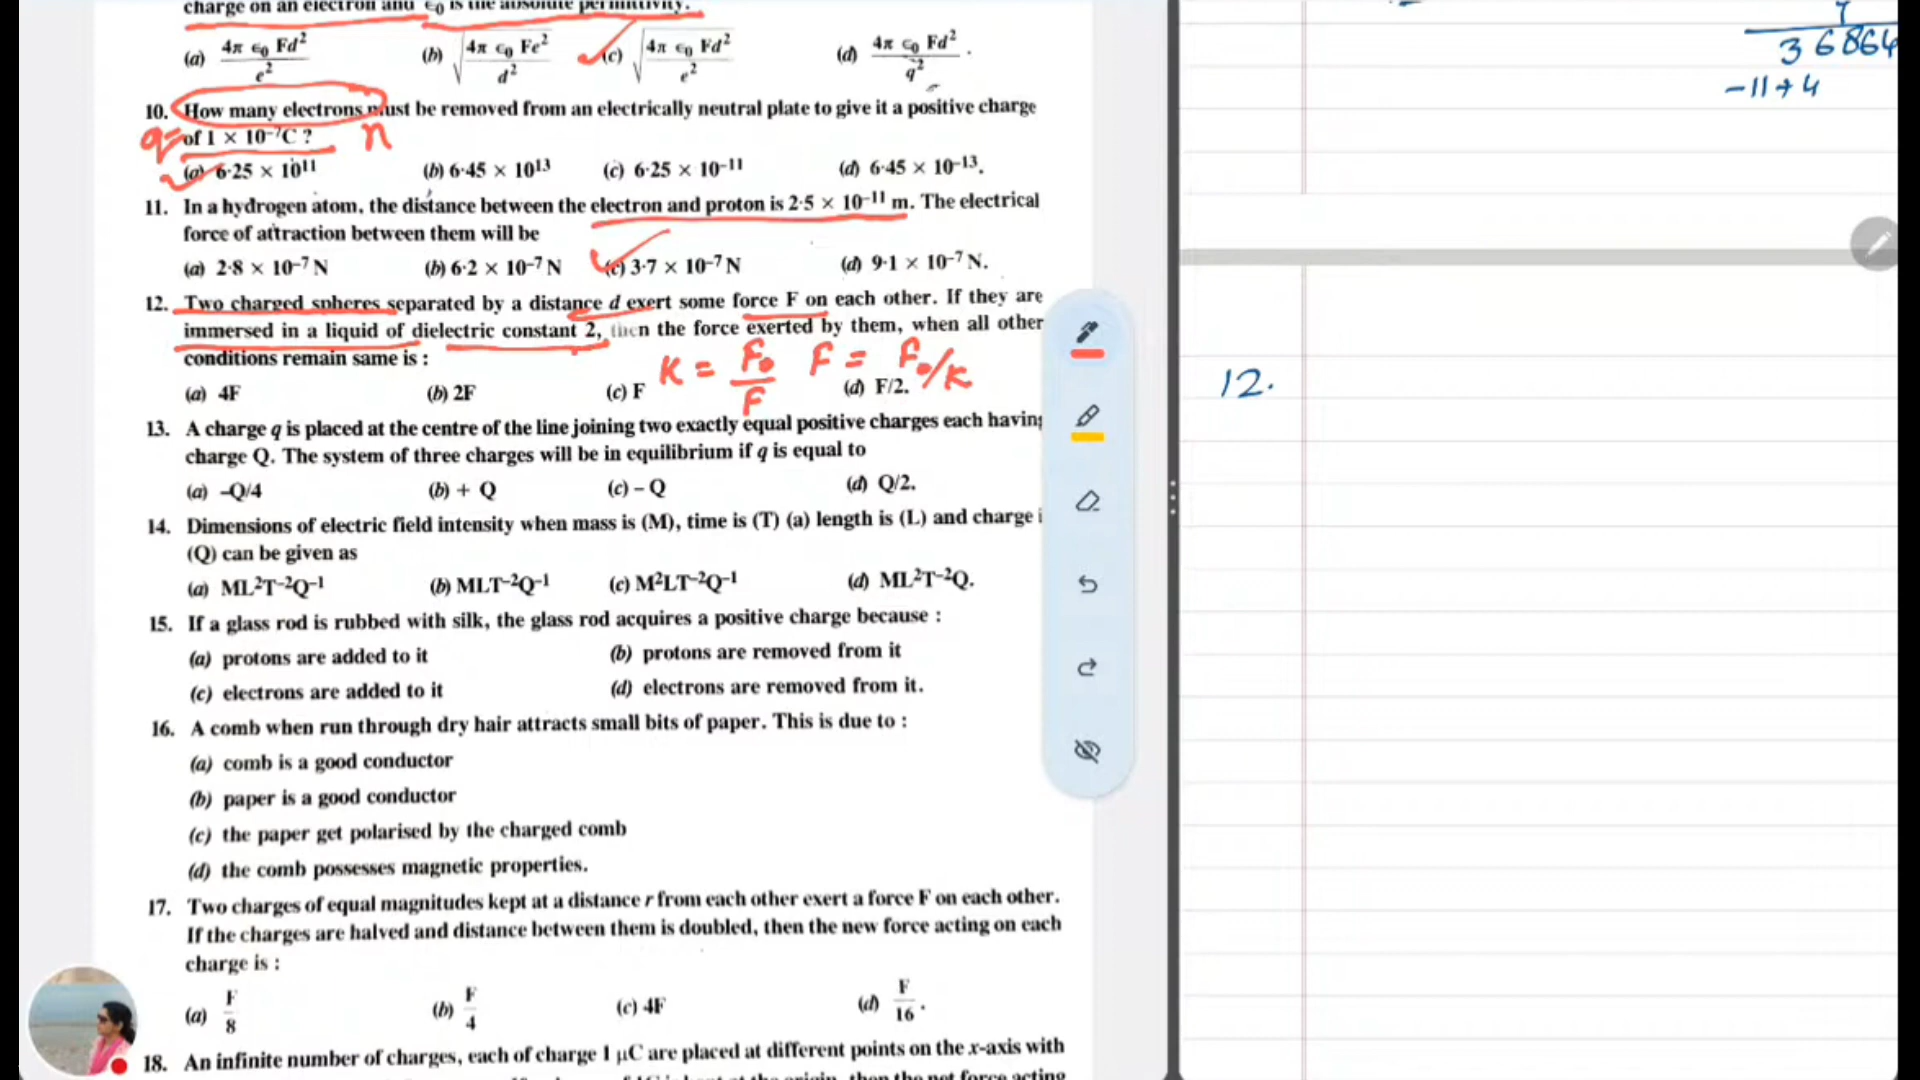 charge on an electron and ϵ0 is the absolute permittivity.
(a) 4π ϵ0 Fd² / e² (b) √(4π ϵ0 Fe² / d²) (c) √(4π ϵ0 Fd² / e²) (d) 4π ϵ0 Fd² / q² .
10. How many electrons must be removed from an electrically neutral plate to give it a positive charge
q= of 1 × 10⁻⁷C ? n
(a) 6·25 × 10¹¹ (b) 6·45 × 10¹³ (c) 6·25 × 10⁻¹¹ (d) 6·45 × 10⁻¹³.
11. In a hydrogen atom, the distance between the electron and proton is 2·5 × 10⁻¹¹ m. The electrical
force of attraction between them will be
(a) 2·8 × 10⁻⁷ N (b) 6·2 × 10⁻⁷ N (c) 3·7 × 10⁻⁷ N (d) 9·1 × 10⁻⁷ N.
12. Two charged spheres separated by a distance d exert some force F on each other. If they are
immersed in a liquid of dielectric constant 2, then the force exerted by them, when all other
conditions remain same is :
K = F₀/F F = F₀/K
(a) 4F (b) 2F (c) F (d) F/2.
13. A charge q is placed at the centre of the line joining two exactly equal positive charges each having
charge Q. The system of three charges will be in equilibrium if q is equal to
(a) –Q/4 (b) + Q (c) – Q (d) Q/2.
14. Dimensions of electric field intensity when mass is (M), time is (T) (a) length is (L) and charge i
(Q) can be given as
(a) ML²T⁻²Q⁻¹ (b) MLT⁻²Q⁻¹ (c) M²LT⁻²Q⁻¹ (d) ML²T⁻²Q.
15. If a glass rod is rubbed with silk, the glass rod acquires a positive charge because :
(a) protons are added to it (b) protons are removed from it
(c) electrons are added to it (d) electrons are removed from it.
16. A comb when run through dry hair attracts small bits of paper. This is due to :
(a) comb is a good conductor
(b) paper is a good conductor
(c) the paper get polarised by the charged comb
(d) the comb possesses magnetic properties.
17. Two charges of equal magnitudes kept at a distance r from each other exert a force F on each other.
If the charges are halved and distance between them is doubled, then the new force acting on each
charge is :
(a) F/8 (b) F/4 (c) 4F (d) F/16 .
18. An infinite number of charges, each of charge 1 μC are placed at different points on the x-axis with
36864
-11+4
12.